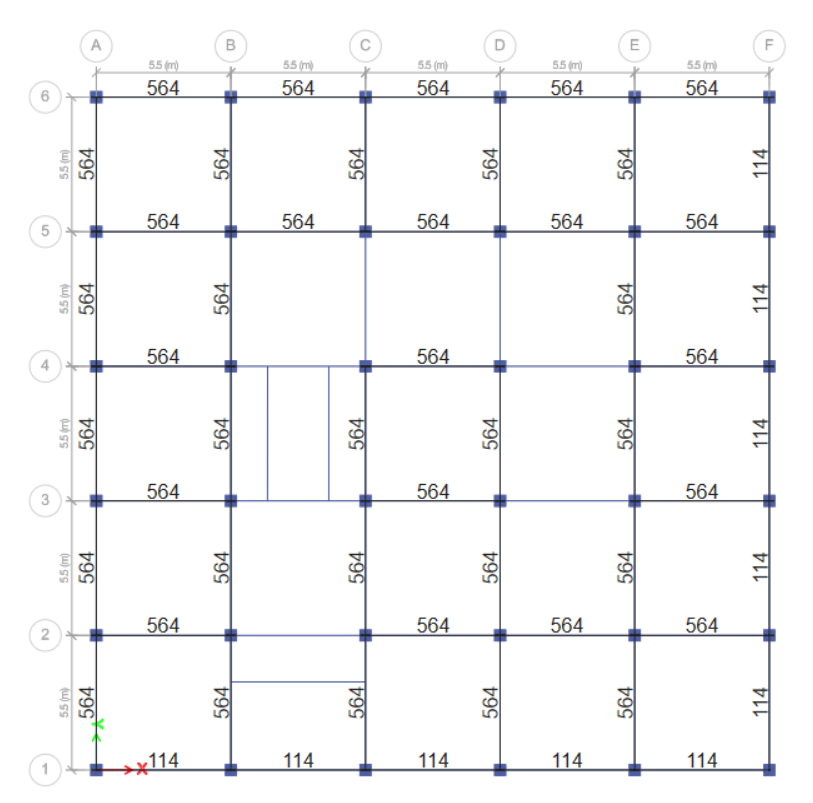 A B C D E F
5.5 (m) 5.5 (m) 5.5 (m) 5.5 (m) 5.5 (m)
6 564 564 564 564 564
5.5 (m) 564 564 564 564 564 114
5 564 564 564 564 564
5.5 (m) 564 564 564 114
4 564 564 564
5.5 (m) 564 564 564 564 564 114
3 564 564 564
5.5 (m) 564 564 564 564 564 114
2 564 564 564 564
5.5 (m) 564 564 564 564 564 114
1 X 114 114 114 114 114